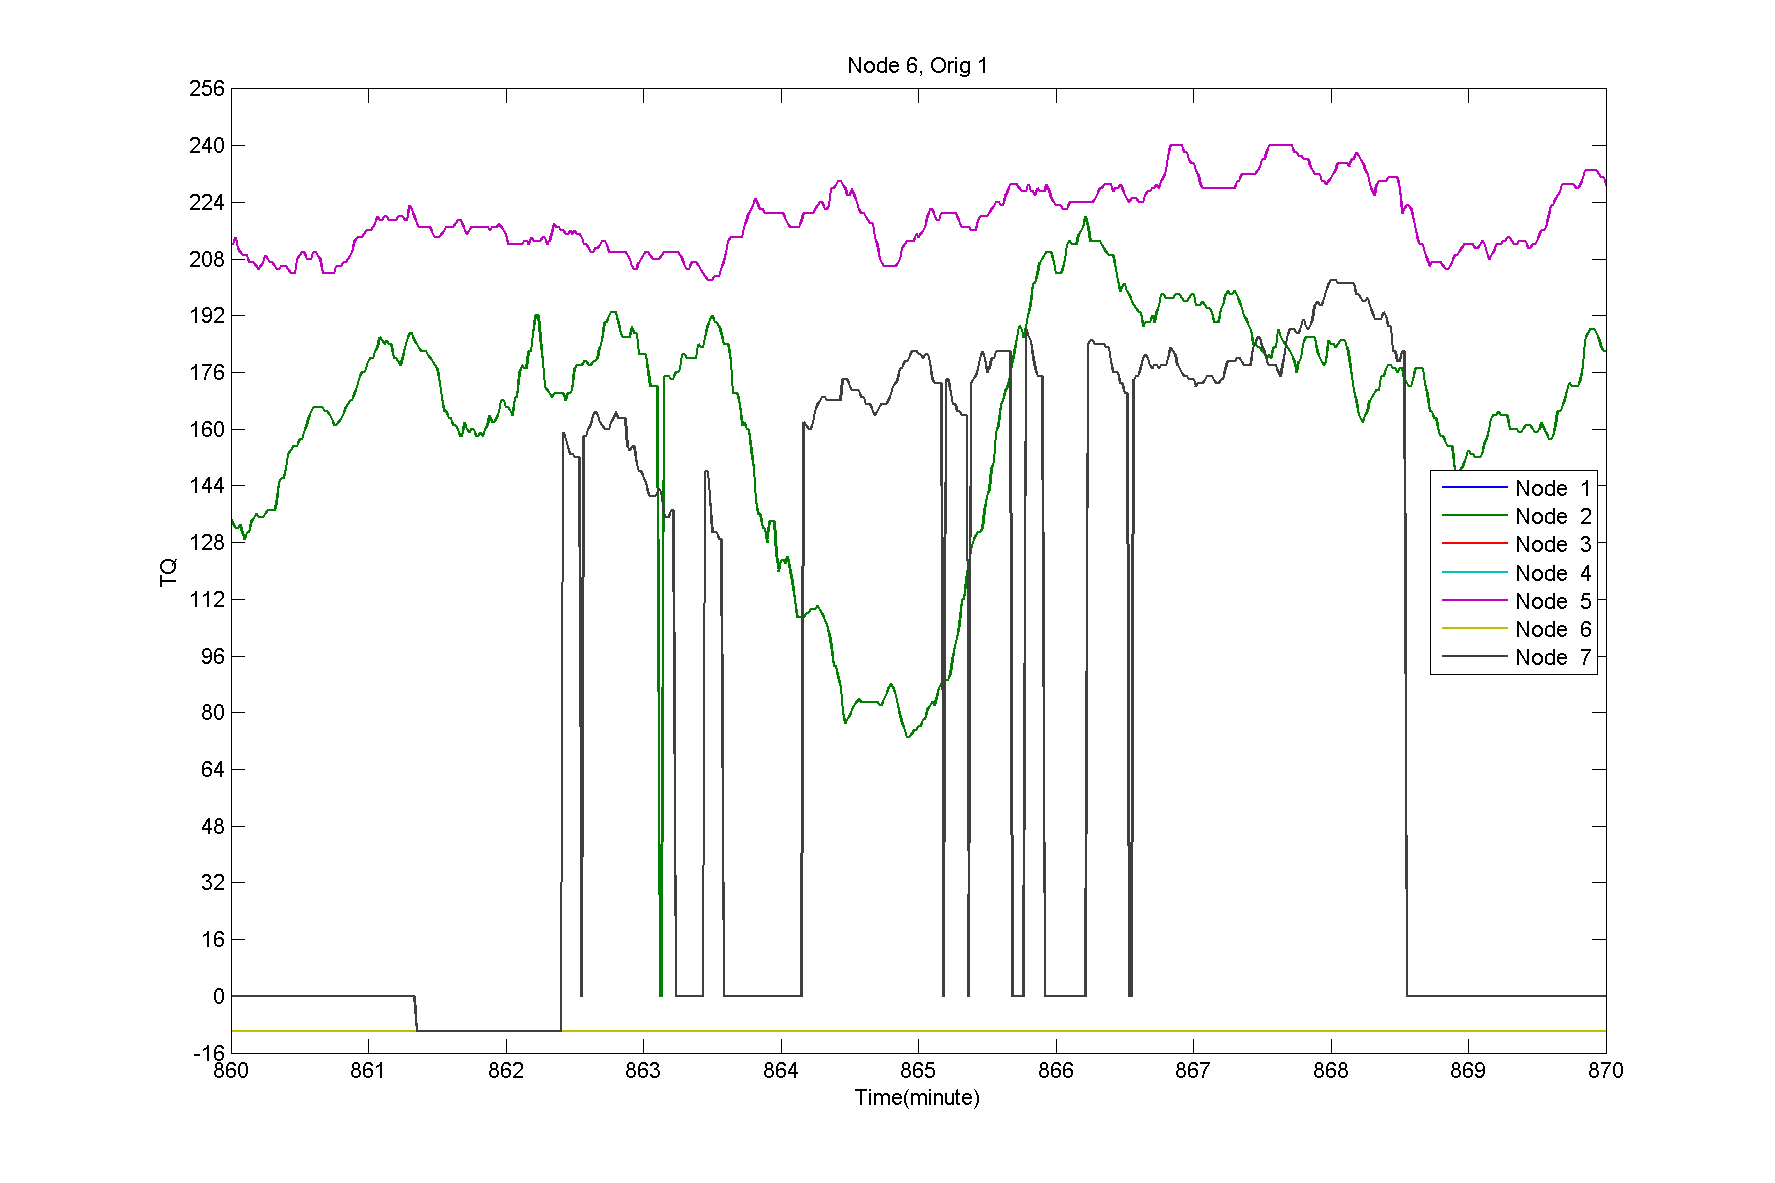 Node 6, Orig 1
256
240
224
208
192
176
160
144
128
112
96
80
64
48
32
16
0
-16
TQ
860 861 862 863 864 865 866 867 868 869 870
Time(minute)
Node 1
Node 2
Node 3
Node 4
Node 5
Node 6
Node 7